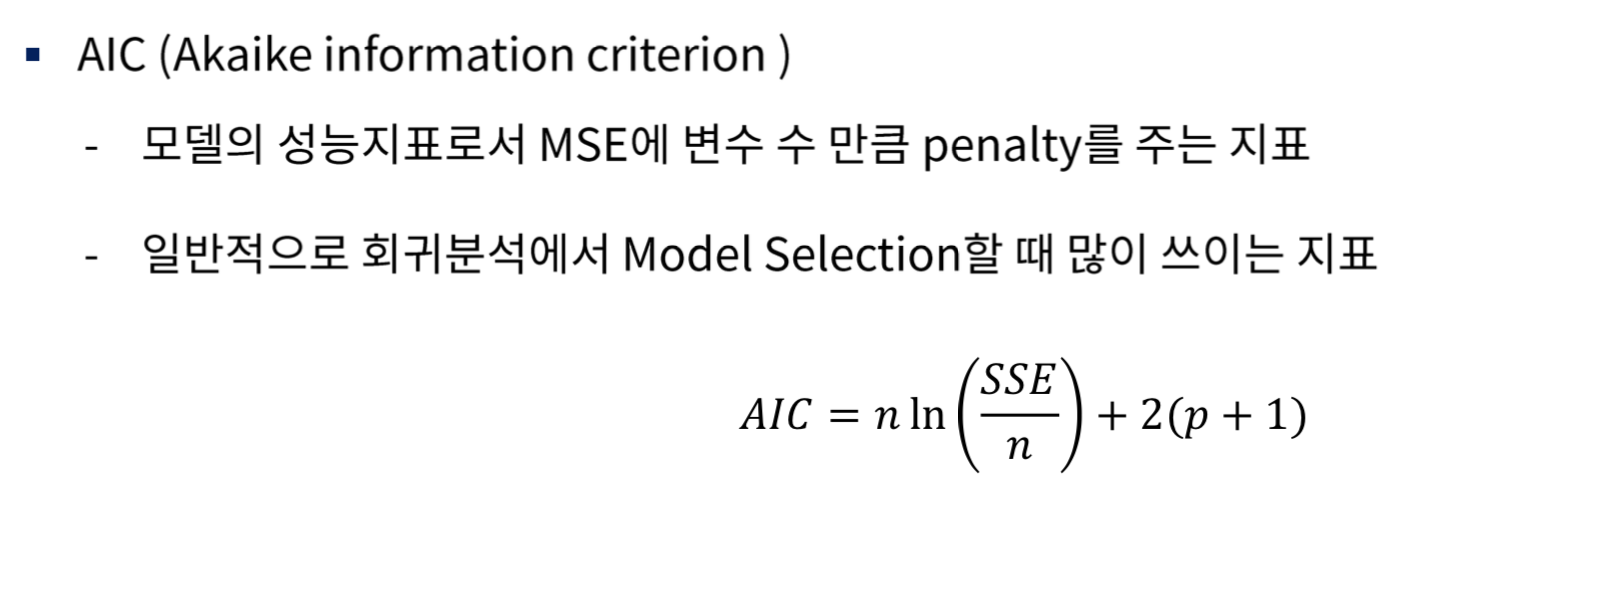 ▪ AIC (Akaike information criterion )
- 모델의 성능지표로서 MSE에 변수 수 만큼 penalty를 주는 지표
- 일반적으로 회귀분석에서 Model Selection할 때 많이 쓰이는 지표
AIC = n ln(SSE/n) + 2(p + 1)